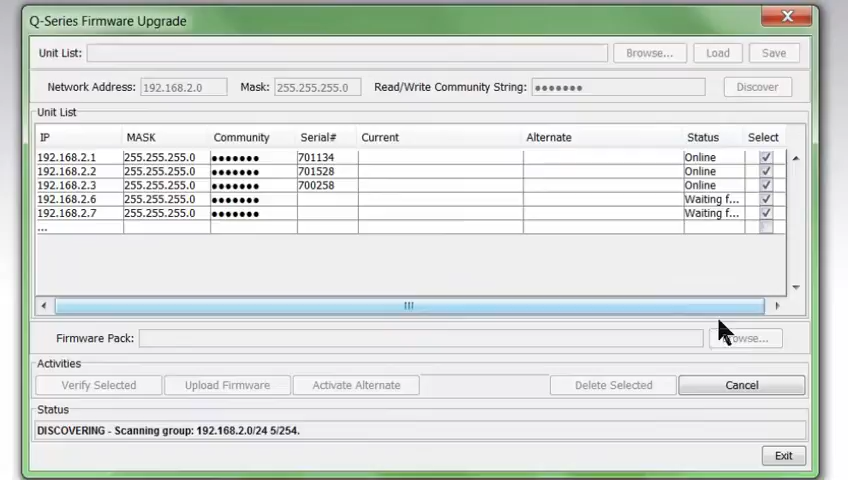 Q-Series Firmware Upgrade
Unit List: Browse... Load Save
Network Address: 192.168.2.0 Mask: 255.255.255.0 Read/Write Community String: ●●●●●●● Discover
Unit List
IP MASK Community Serial# Current Alternate Status Select
192.168.2.1 255.255.255.0 ●●●●●●● 701134 Online
192.168.2.2 255.255.255.0 ●●●●●●● 701528 Online
192.168.2.3 255.255.255.0 ●●●●●●● 700258 Online
192.168.2.6 255.255.255.0 ●●●●●●● Waiting f...
192.168.2.7 255.255.255.0 ●●●●●●● Waiting f...
...
Firmware Pack: Browse...
Activities
Verify Selected Upload Firmware Activate Alternate Delete Selected Cancel
Status
DISCOVERING - Scanning group: 192.168.2.0/24 5/254.
Exit